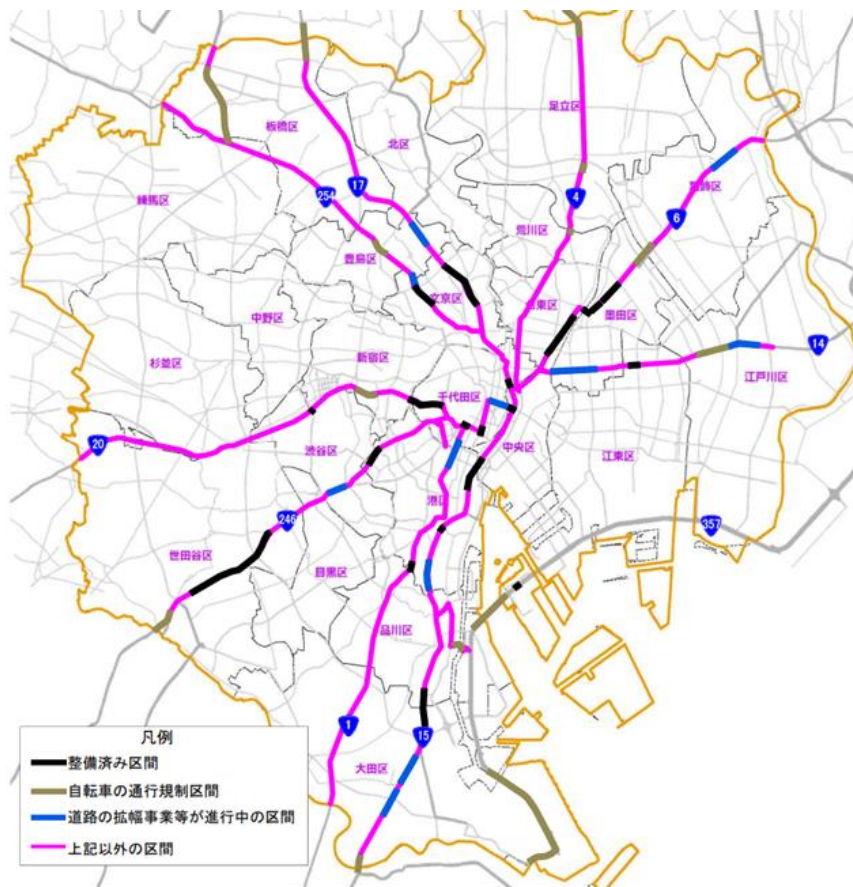 足立区
板橋区
北区
17
254
4
葛飾区
練馬区
6
荒川区
豊島区
文京区
台東区
墨田区
中野区
新宿区
14
杉並区
千代田区
江戸川区
20
渋谷区
中央区
江東区
港区
246
357
世田谷区
目黒区
品川区
1
15
大田区
凡例
整備済み区間
自転車の通行規制区間
道路の拡幅事業等が進行中の区間
上記以外の区間